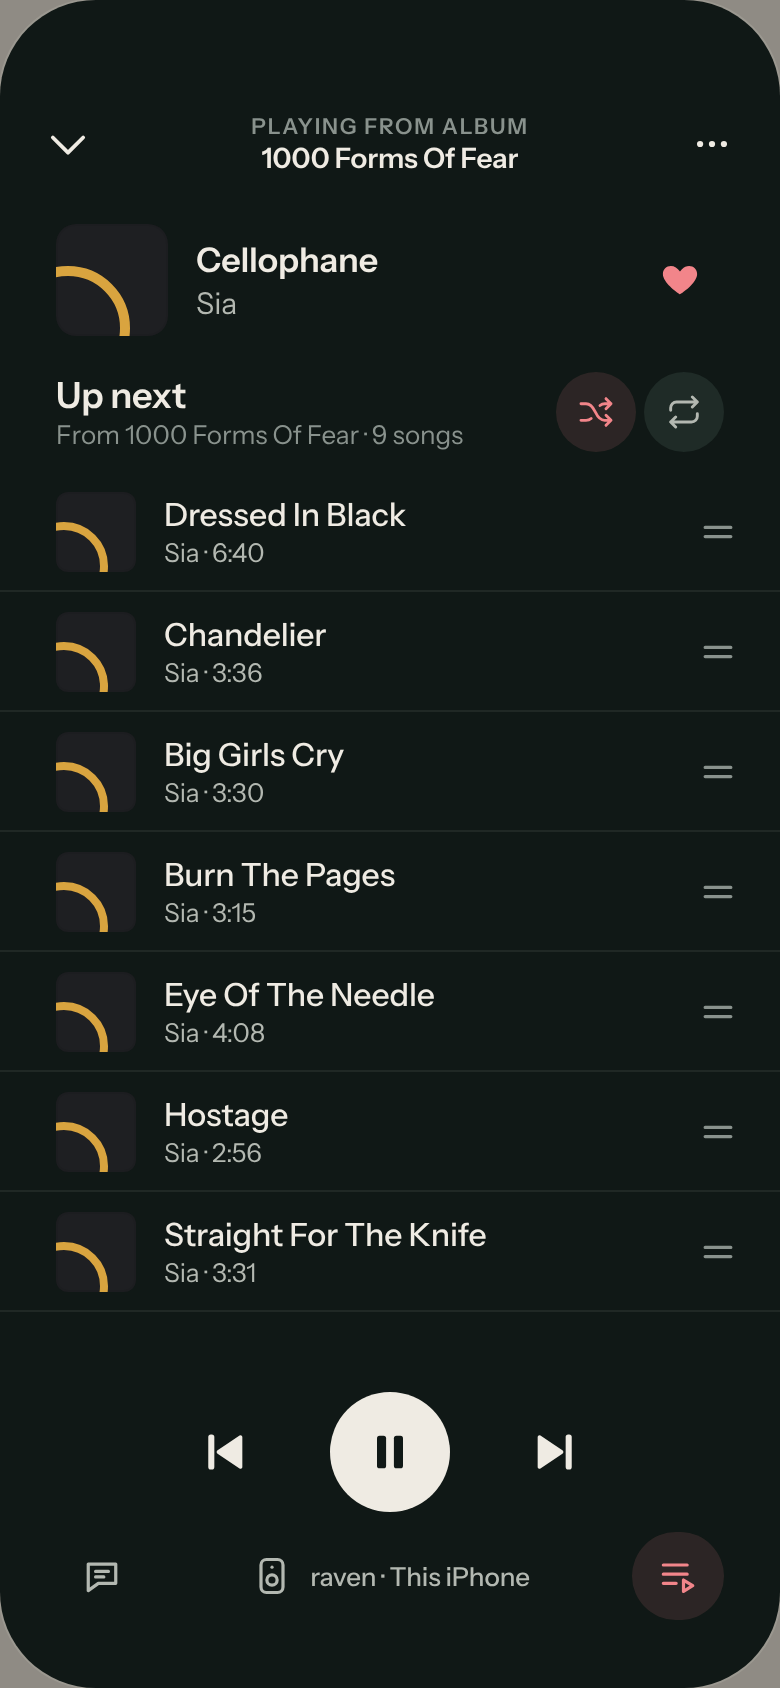 PLAYING FROM ALBUM
1000 Forms Of Fear
Cellophane
Sia
Up next
From 1000 Forms Of Fear · 9 songs
Dressed In Black
Sia · 6:40
Chandelier
Sia · 3:36
Big Girls Cry
Sia · 3:30
Burn The Pages
Sia · 3:15
Eye Of The Needle
Sia · 4:08
Hostage
Sia · 2:56
Straight For The Knife
Sia · 3:31
raven · This iPhone